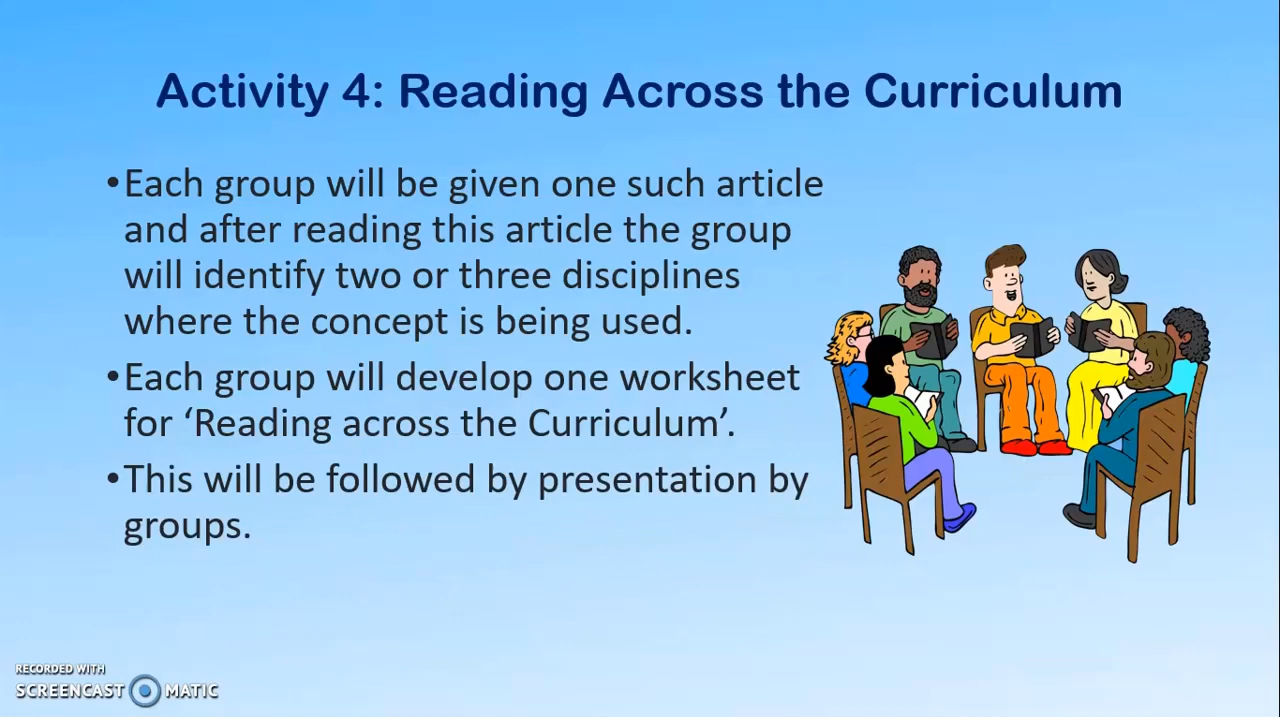 Activity 4: Reading Across the Curriculum
•Each group will be given one such article
and after reading this article the group
will identify two or three disciplines
where the concept is being used.
•Each group will develop one worksheet
for ‘Reading across the Curriculum’.
•This will be followed by presentation by
groups.
RECORDED WITH
SCREENCAST MATIC